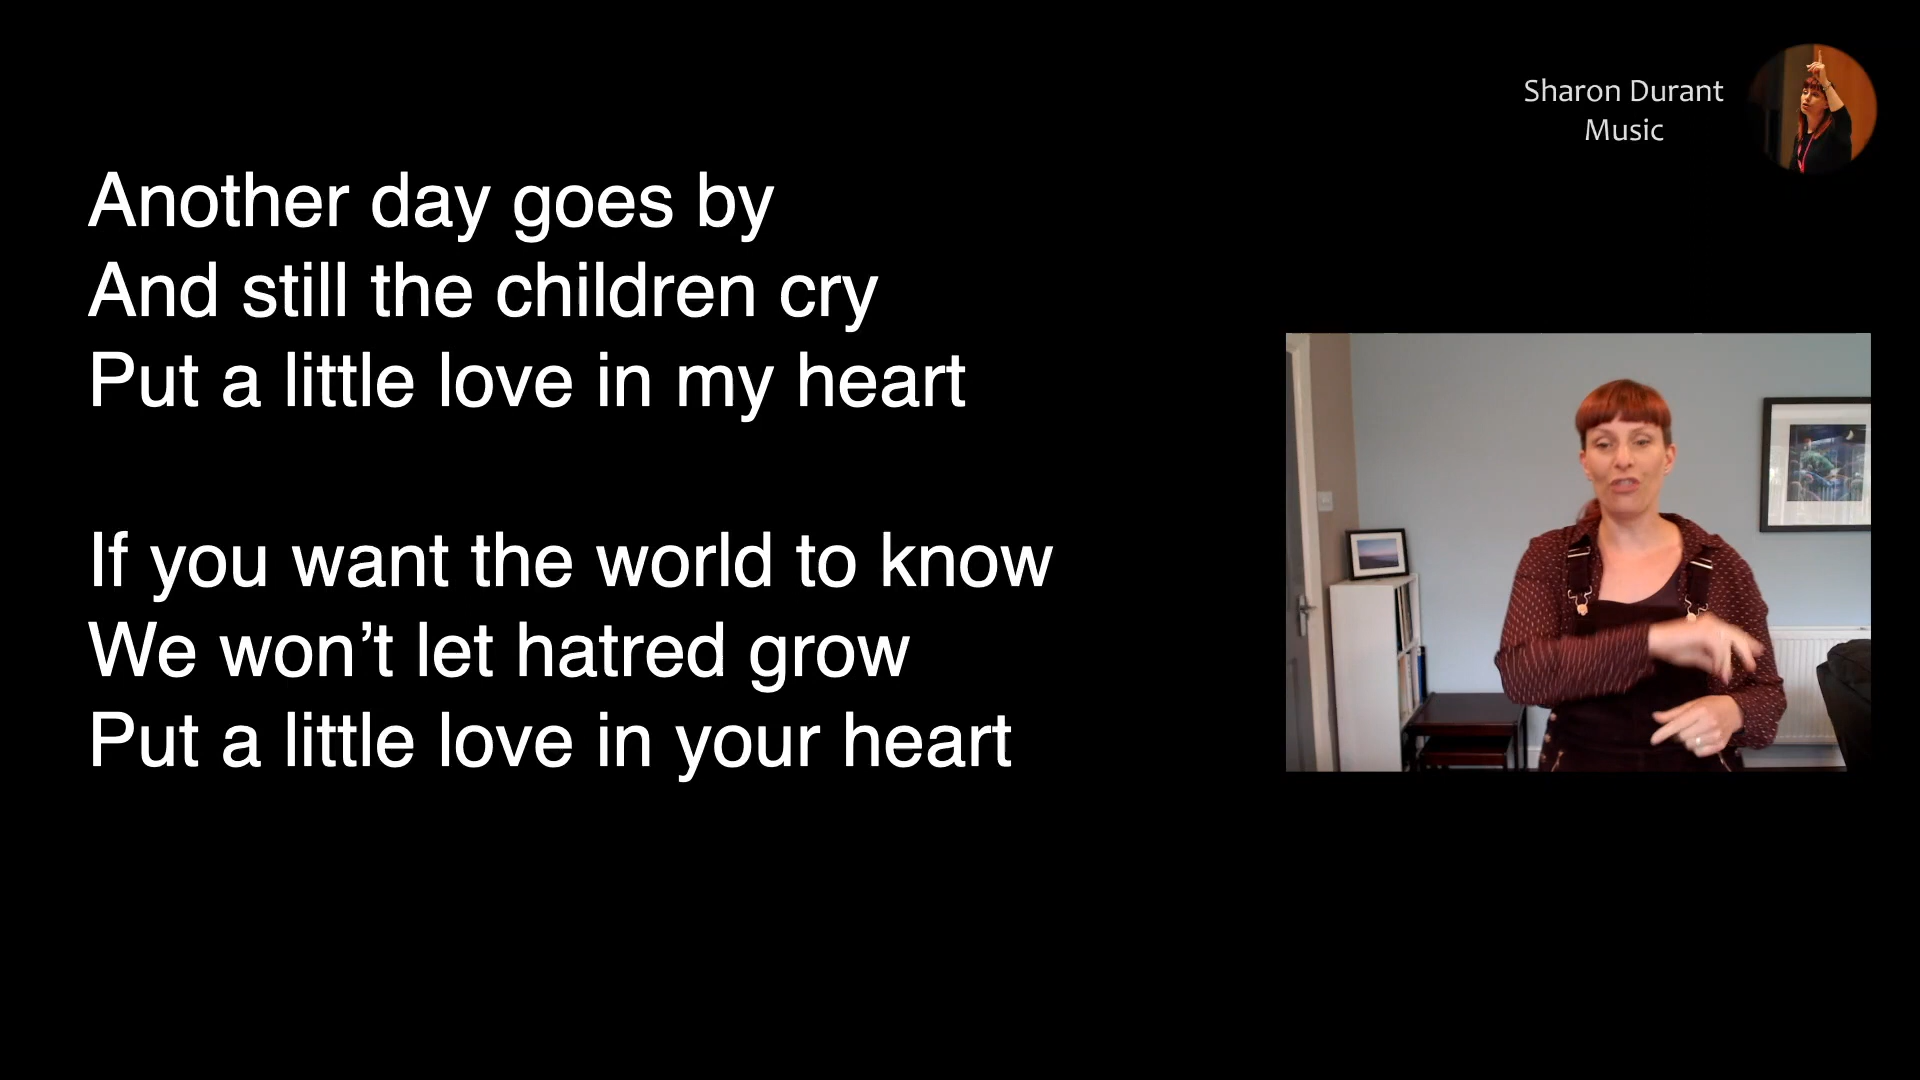 Sharon Durant
Music
Another day goes by
And still the children cry
Put a little love in my heart
If you want the world to know
We won’t let hatred grow
Put a little love in your heart